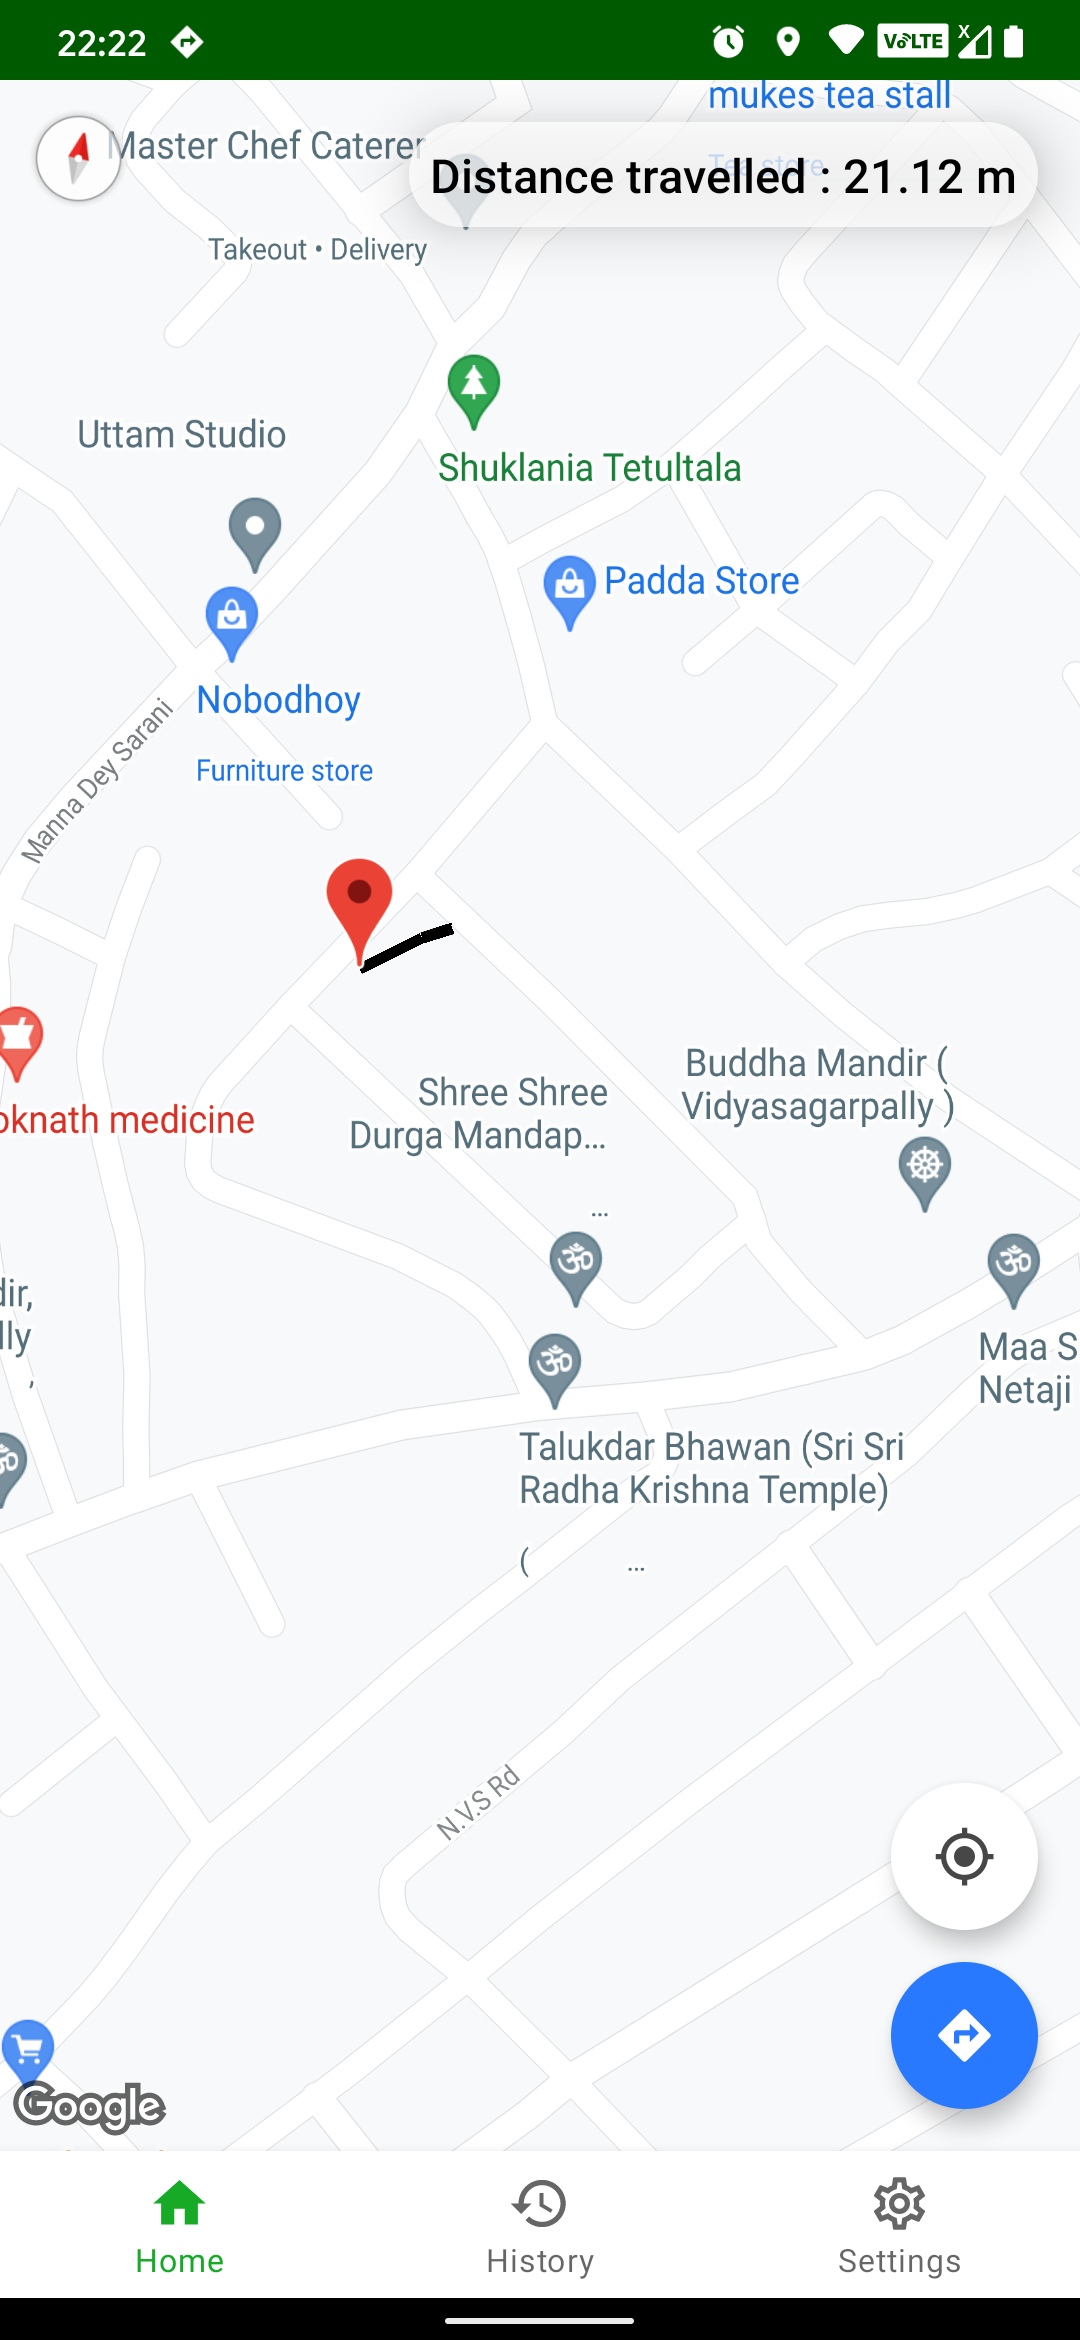 22:22
VoLTE
X
mukes tea stall
Master Chef Caterer
Tea store
Distance travelled : 21.12 m
Takeout • Delivery
Uttam Studio
Shuklania Tetultala
Padda Store
Nobodhoy
Furniture store
Manna Dey Sarani
oknath medicine
Shree Shree
Durga Mandap...
...
Buddha Mandir (
Vidyasagarpally )
ॐ
ॐ
dir,
lly
,
Maa S
Netaji
ॐ
ॐ
Talukdar Bhawan (Sri Sri
Radha Krishna Temple)
( ...
N.V.S Rd
Google
Home
History
Settings